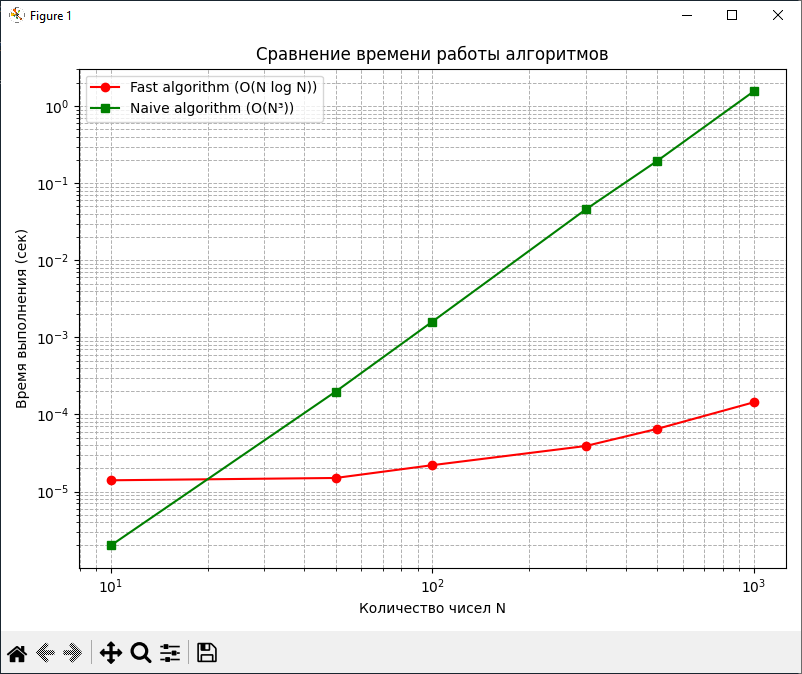 Figure 1
Сравнение времени работы алгоритмов
Fast algorithm (O(N log N))
Naive algorithm (O(N³))
10⁰
10⁻¹
10⁻²
10⁻³
10⁻⁴
10⁻⁵
Время выполнения (сек)
10¹ 10² 10³
Количество чисел N